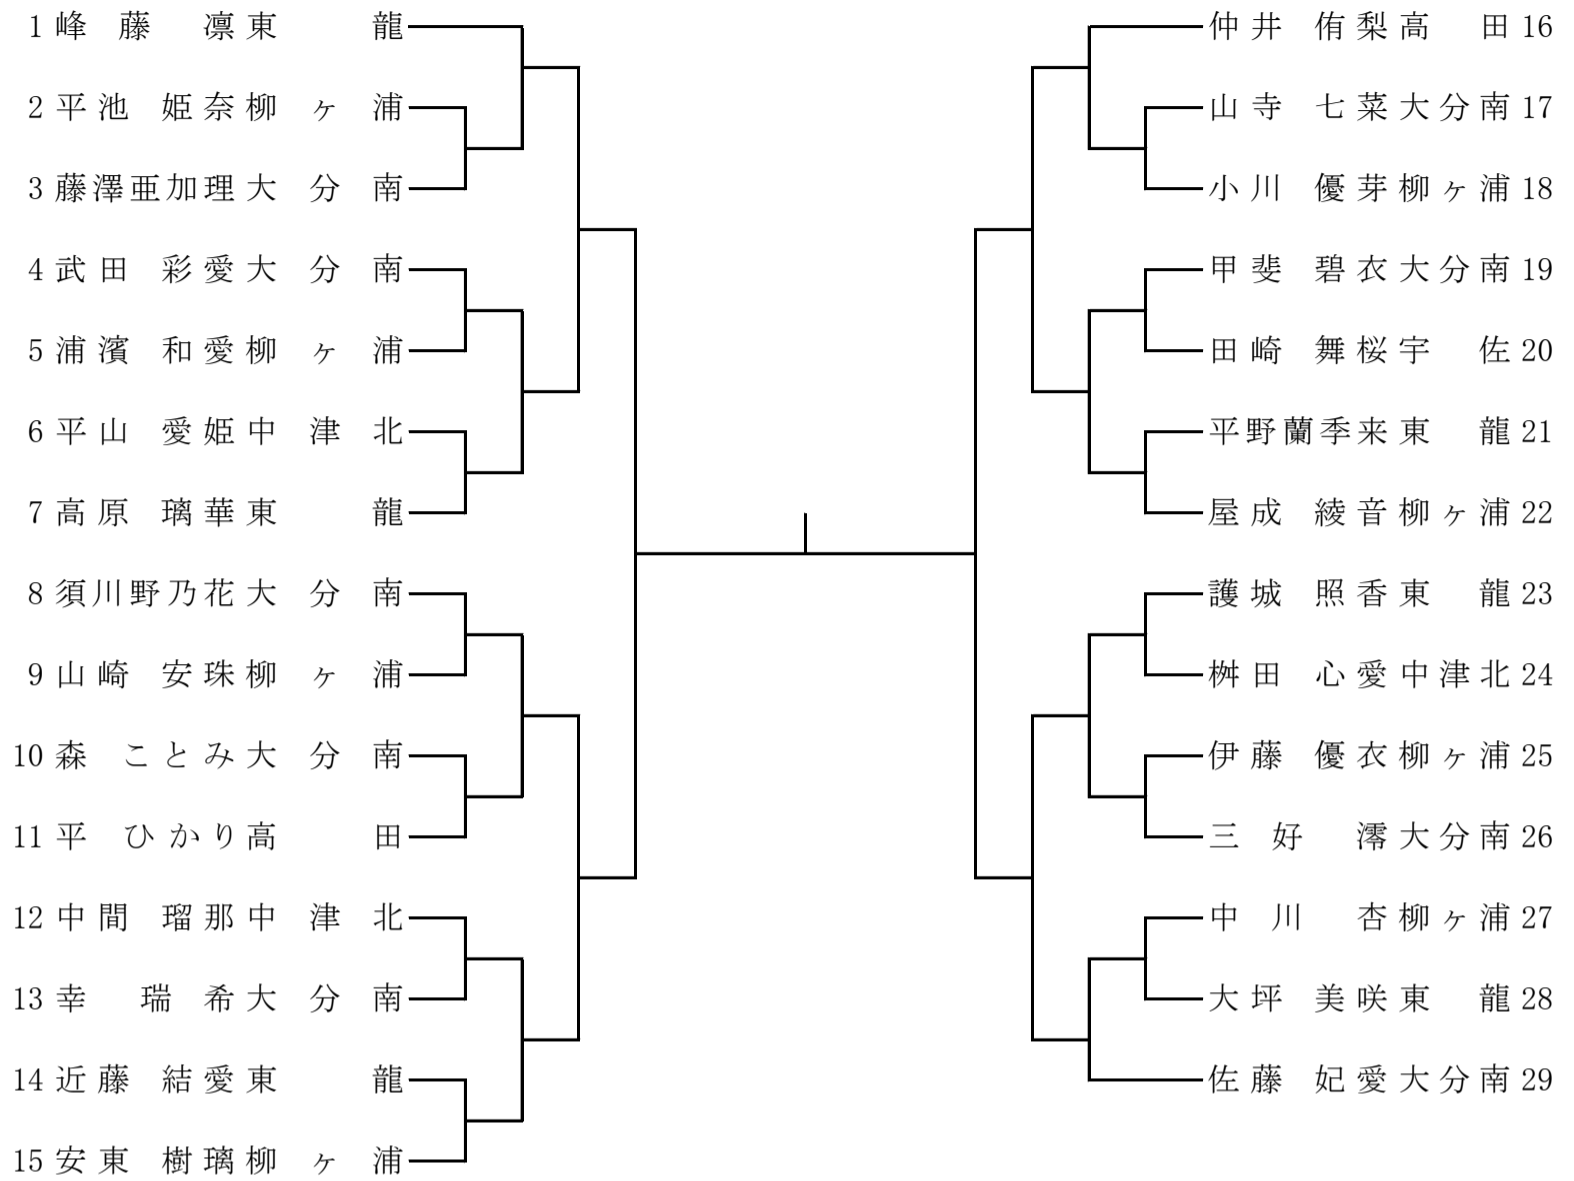 1 峰藤 凛 東龍
2 平池 姫奈 柳ヶ浦
3 藤澤亜加理 大分南
4 武田 彩愛 大分南
5 浦濱 和愛 柳ヶ浦
6 平山 愛姫 中津北
7 高原 璃華 東龍
8 須川野乃花 大分南
9 山崎 安珠 柳ヶ浦
10 森 ことみ 大分南
11 平 ひかり 高田
12 中間 瑠那 中津北
13 幸 瑞希 大分南
14 近藤 結愛 東龍
15 安東 樹璃 柳ヶ浦
仲井 侑梨 高田 16
山寺 七菜 大分南 17
小川 優芽 柳ヶ浦 18
甲斐 碧衣 大分南 19
田崎 舞桜 宇佐 20
平野蘭季来 東龍 21
屋成 綾音 柳ヶ浦 22
護城 照香 東龍 23
桝田 心愛 中津北 24
伊藤 優衣 柳ヶ浦 25
三好 澪 大分南 26
中川 杏 柳ヶ浦 27
大坪 美咲 東龍 28
佐藤 妃愛 大分南 29